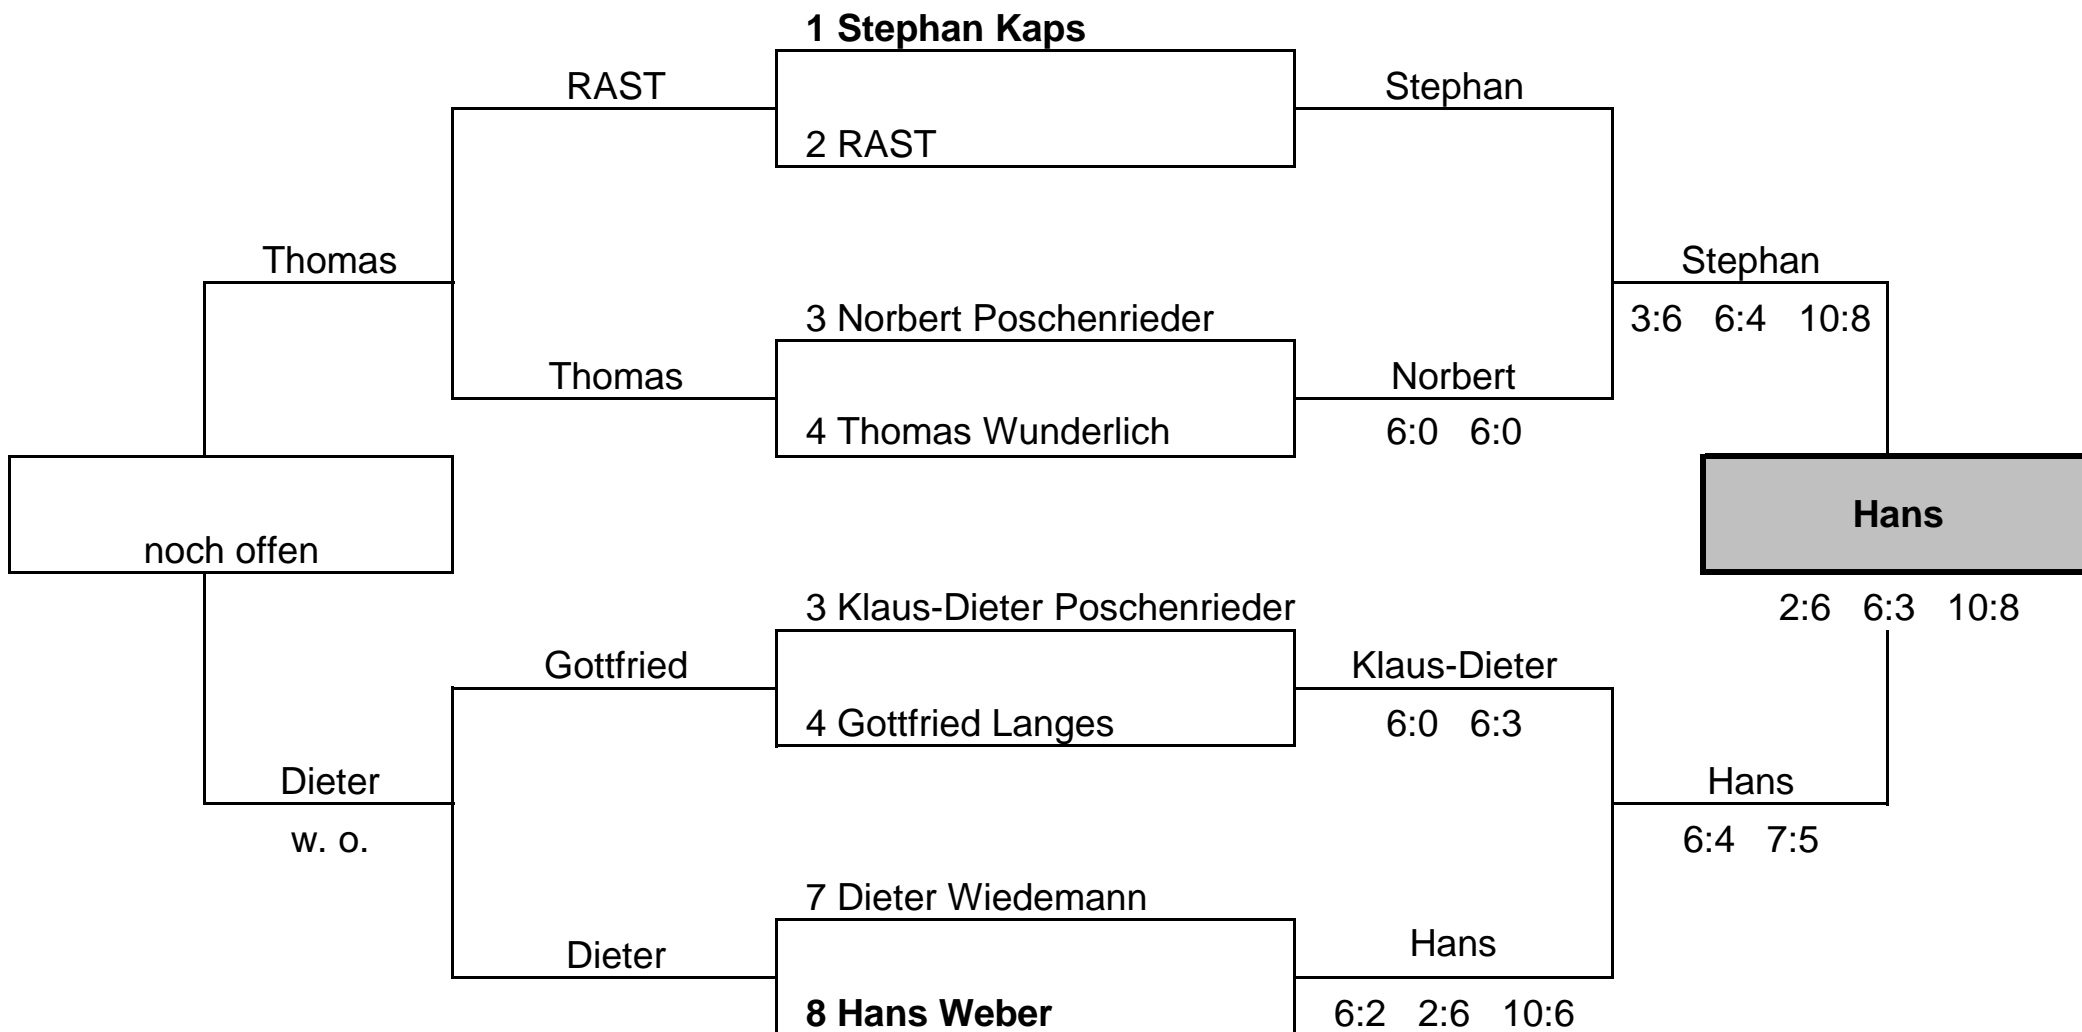 1 Stephan Kaps
RAST
Stephan
2 RAST
Thomas
Stephan
3 Norbert Poschenrieder
3:6 6:4 10:8
Thomas
Norbert
4 Thomas Wunderlich
6:0 6:0
Hans
noch offen
3 Klaus-Dieter Poschenrieder
2:6 6:3 10:8
Gottfried
Klaus-Dieter
4 Gottfried Langes
6:0 6:3
Dieter
Hans
w. o.
6:4 7:5
7 Dieter Wiedemann
Dieter
Hans
8 Hans Weber
6:2 2:6 10:6